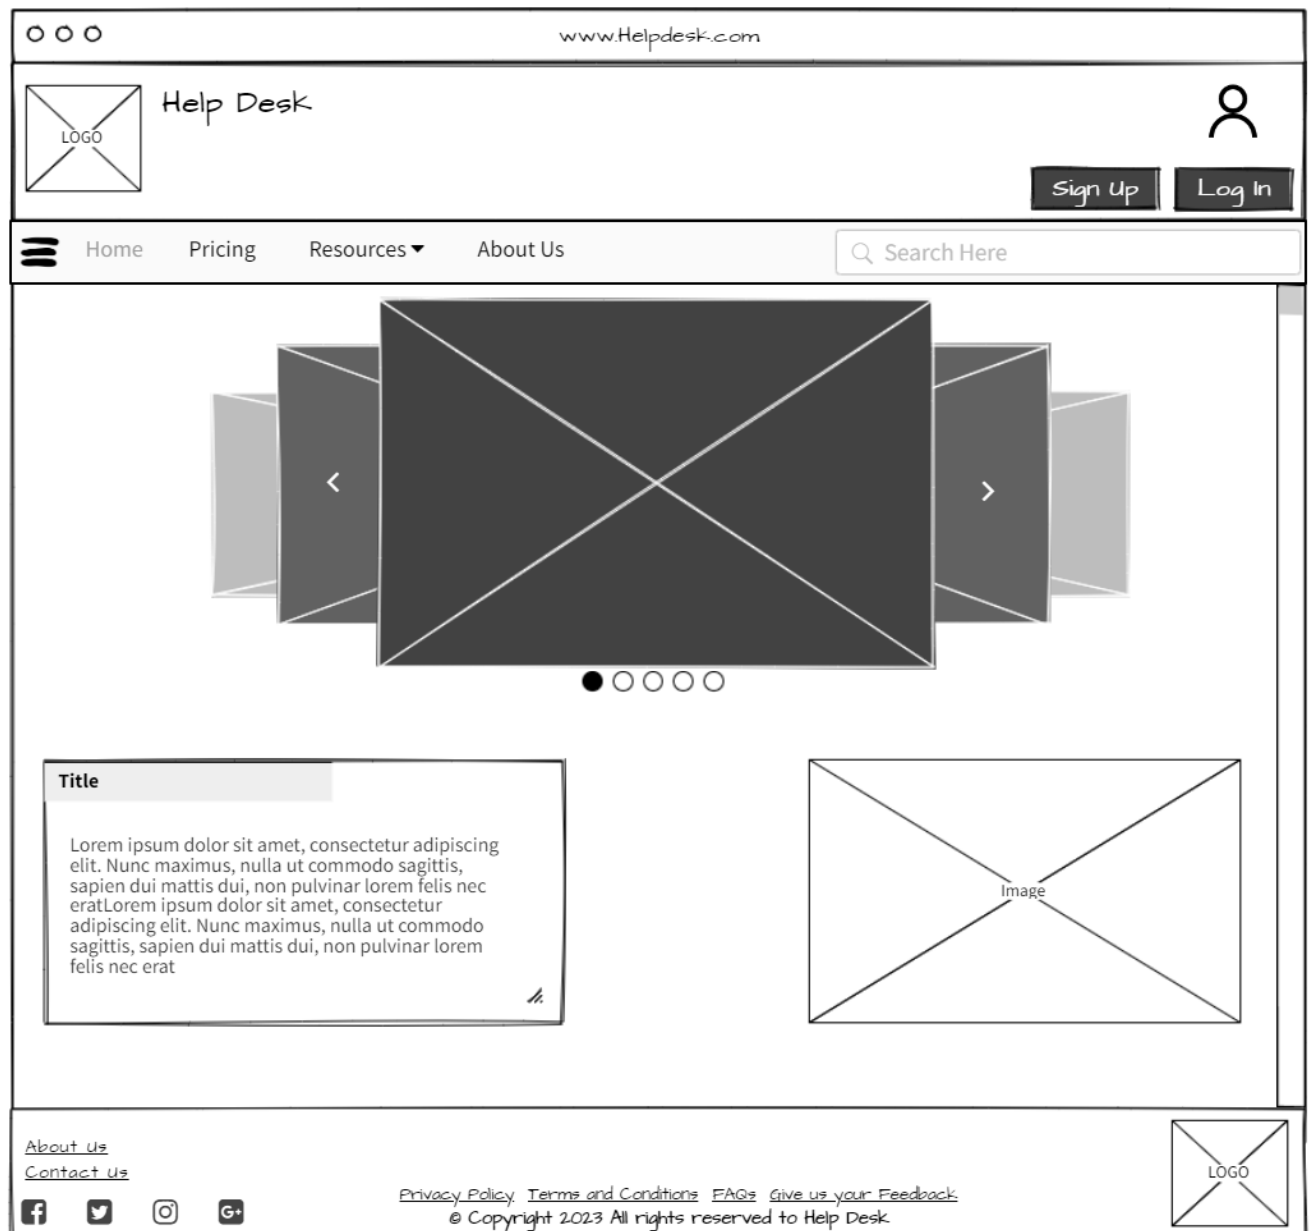 www.Helpdesk.com
LOGO
Help Desk
Sign Up
Log In
Home
Pricing
Resources
About Us
Search Here
Title
Lorem ipsum dolor sit amet, consectetur adipiscing
elit. Nunc maximus, nulla ut commodo sagittis,
sapien dui mattis dui, non pulvinar lorem felis nec
eratLorem ipsum dolor sit amet, consectetur
adipiscing elit. Nunc maximus, nulla ut commodo
sagittis, sapien dui mattis dui, non pulvinar lorem
felis nec erat
Image
About Us
Contact Us
G+
Privacy Policy Terms and Conditions FAQs Give us your Feedback
© Copyright 2023 All rights reserved to Help Desk
LOGO